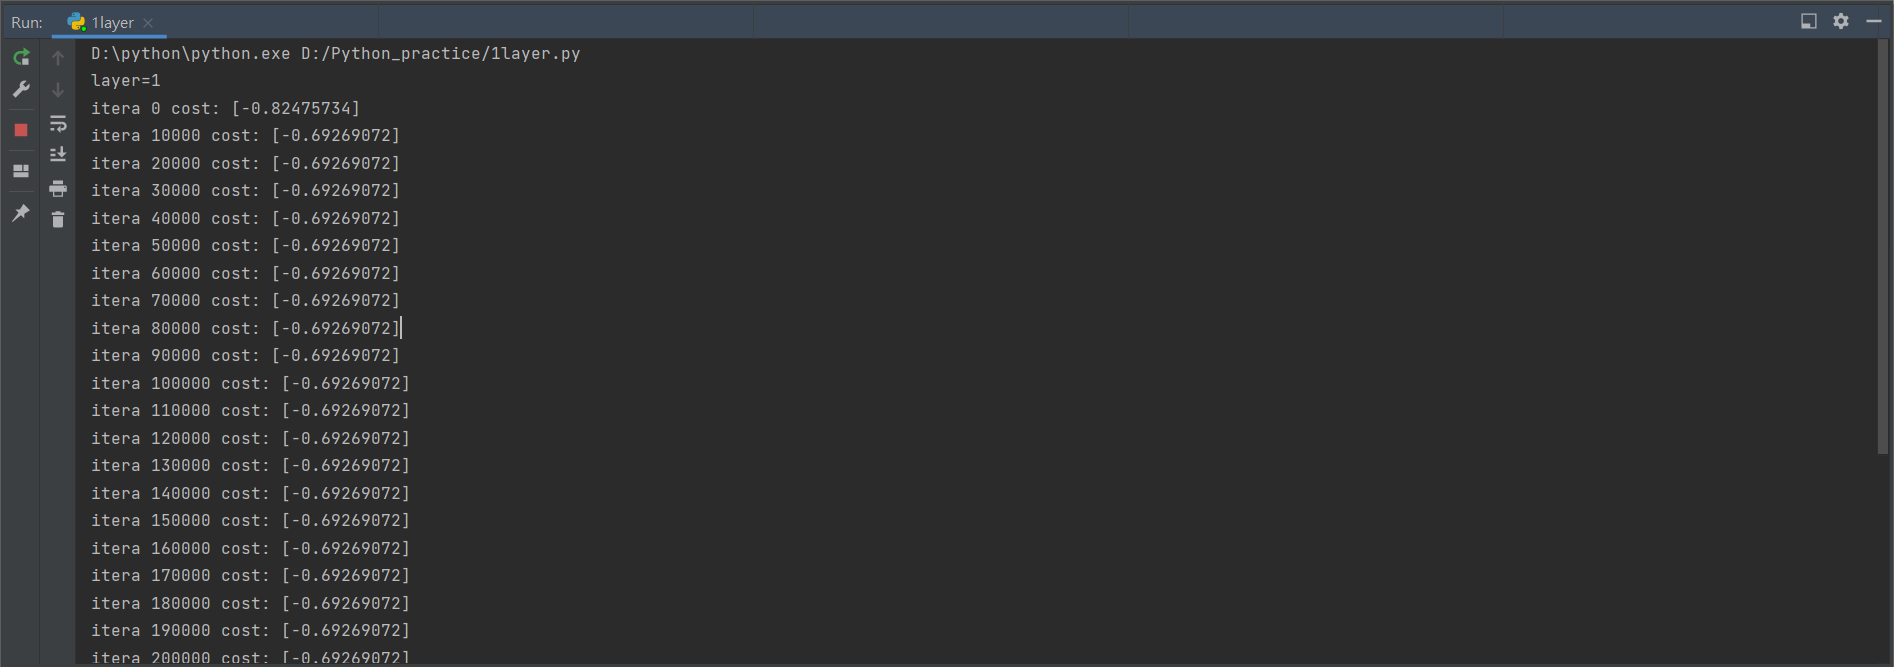 Run: 1layer
D:\python\python.exe D:/Python_practice/1layer.py
layer=1
itera 0 cost: [-0.82475734]
itera 10000 cost: [-0.69269072]
itera 20000 cost: [-0.69269072]
itera 30000 cost: [-0.69269072]
itera 40000 cost: [-0.69269072]
itera 50000 cost: [-0.69269072]
itera 60000 cost: [-0.69269072]
itera 70000 cost: [-0.69269072]
itera 80000 cost: [-0.69269072]
itera 90000 cost: [-0.69269072]
itera 100000 cost: [-0.69269072]
itera 110000 cost: [-0.69269072]
itera 120000 cost: [-0.69269072]
itera 130000 cost: [-0.69269072]
itera 140000 cost: [-0.69269072]
itera 150000 cost: [-0.69269072]
itera 160000 cost: [-0.69269072]
itera 170000 cost: [-0.69269072]
itera 180000 cost: [-0.69269072]
itera 190000 cost: [-0.69269072]
itera 200000 cost: [-0.69269072]